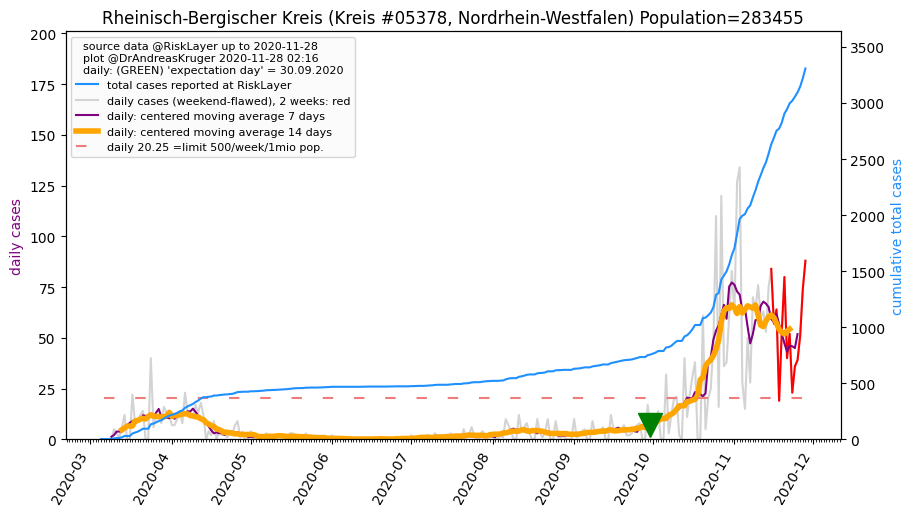 Rheinisch-Bergischer Kreis (Kreis #05378, Nordrhein-Westfalen) Population=283455
source data @RiskLayer up to 2020-11-28
plot @DrAndreasKruger 2020-11-28 02:16
daily: (GREEN) 'expectation day' = 30.09.2020
total cases reported at RiskLayer
daily cases (weekend-flawed), 2 weeks: red
daily: centered moving average 7 days
daily: centered moving average 14 days
daily 20.25 =limit 500/week/1mio pop.
daily cases
200
175
150
125
100
75
50
25
0
cumulative total cases
3500
3000
2500
2000
1500
1000
500
0
2020-03
2020-04
2020-05
2020-06
2020-07
2020-08
2020-09
2020-10
2020-11
2020-12